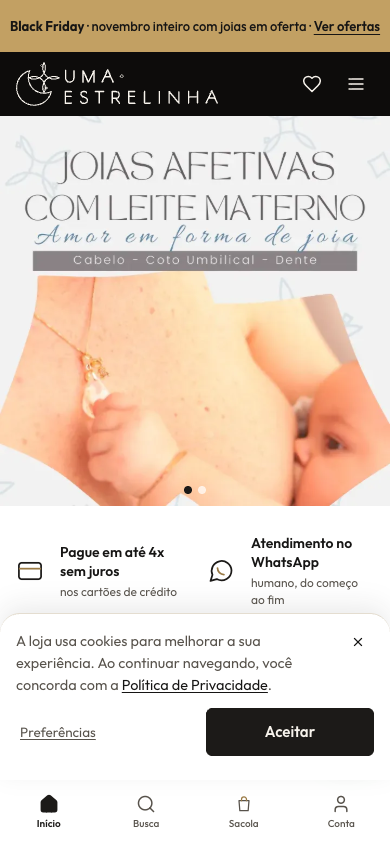 Black Friday · novembro inteiro com joias em oferta · Ver ofertas
UMA
ESTRELINHA
JOIAS AFETIVAS
COM LEITE MATERNO
Amor em forma de joia
Cabelo - Coto Umbilical - Dente
Pague em até 4x
sem juros
nos cartões de crédito
Atendimento no
WhatsApp
humano, do começo
ao fim
A loja usa cookies para melhorar a sua
experiência. Ao continuar navegando, você
concorda com a Política de Privacidade.
Preferências
Aceitar
Início
Busca
Sacola
Conta